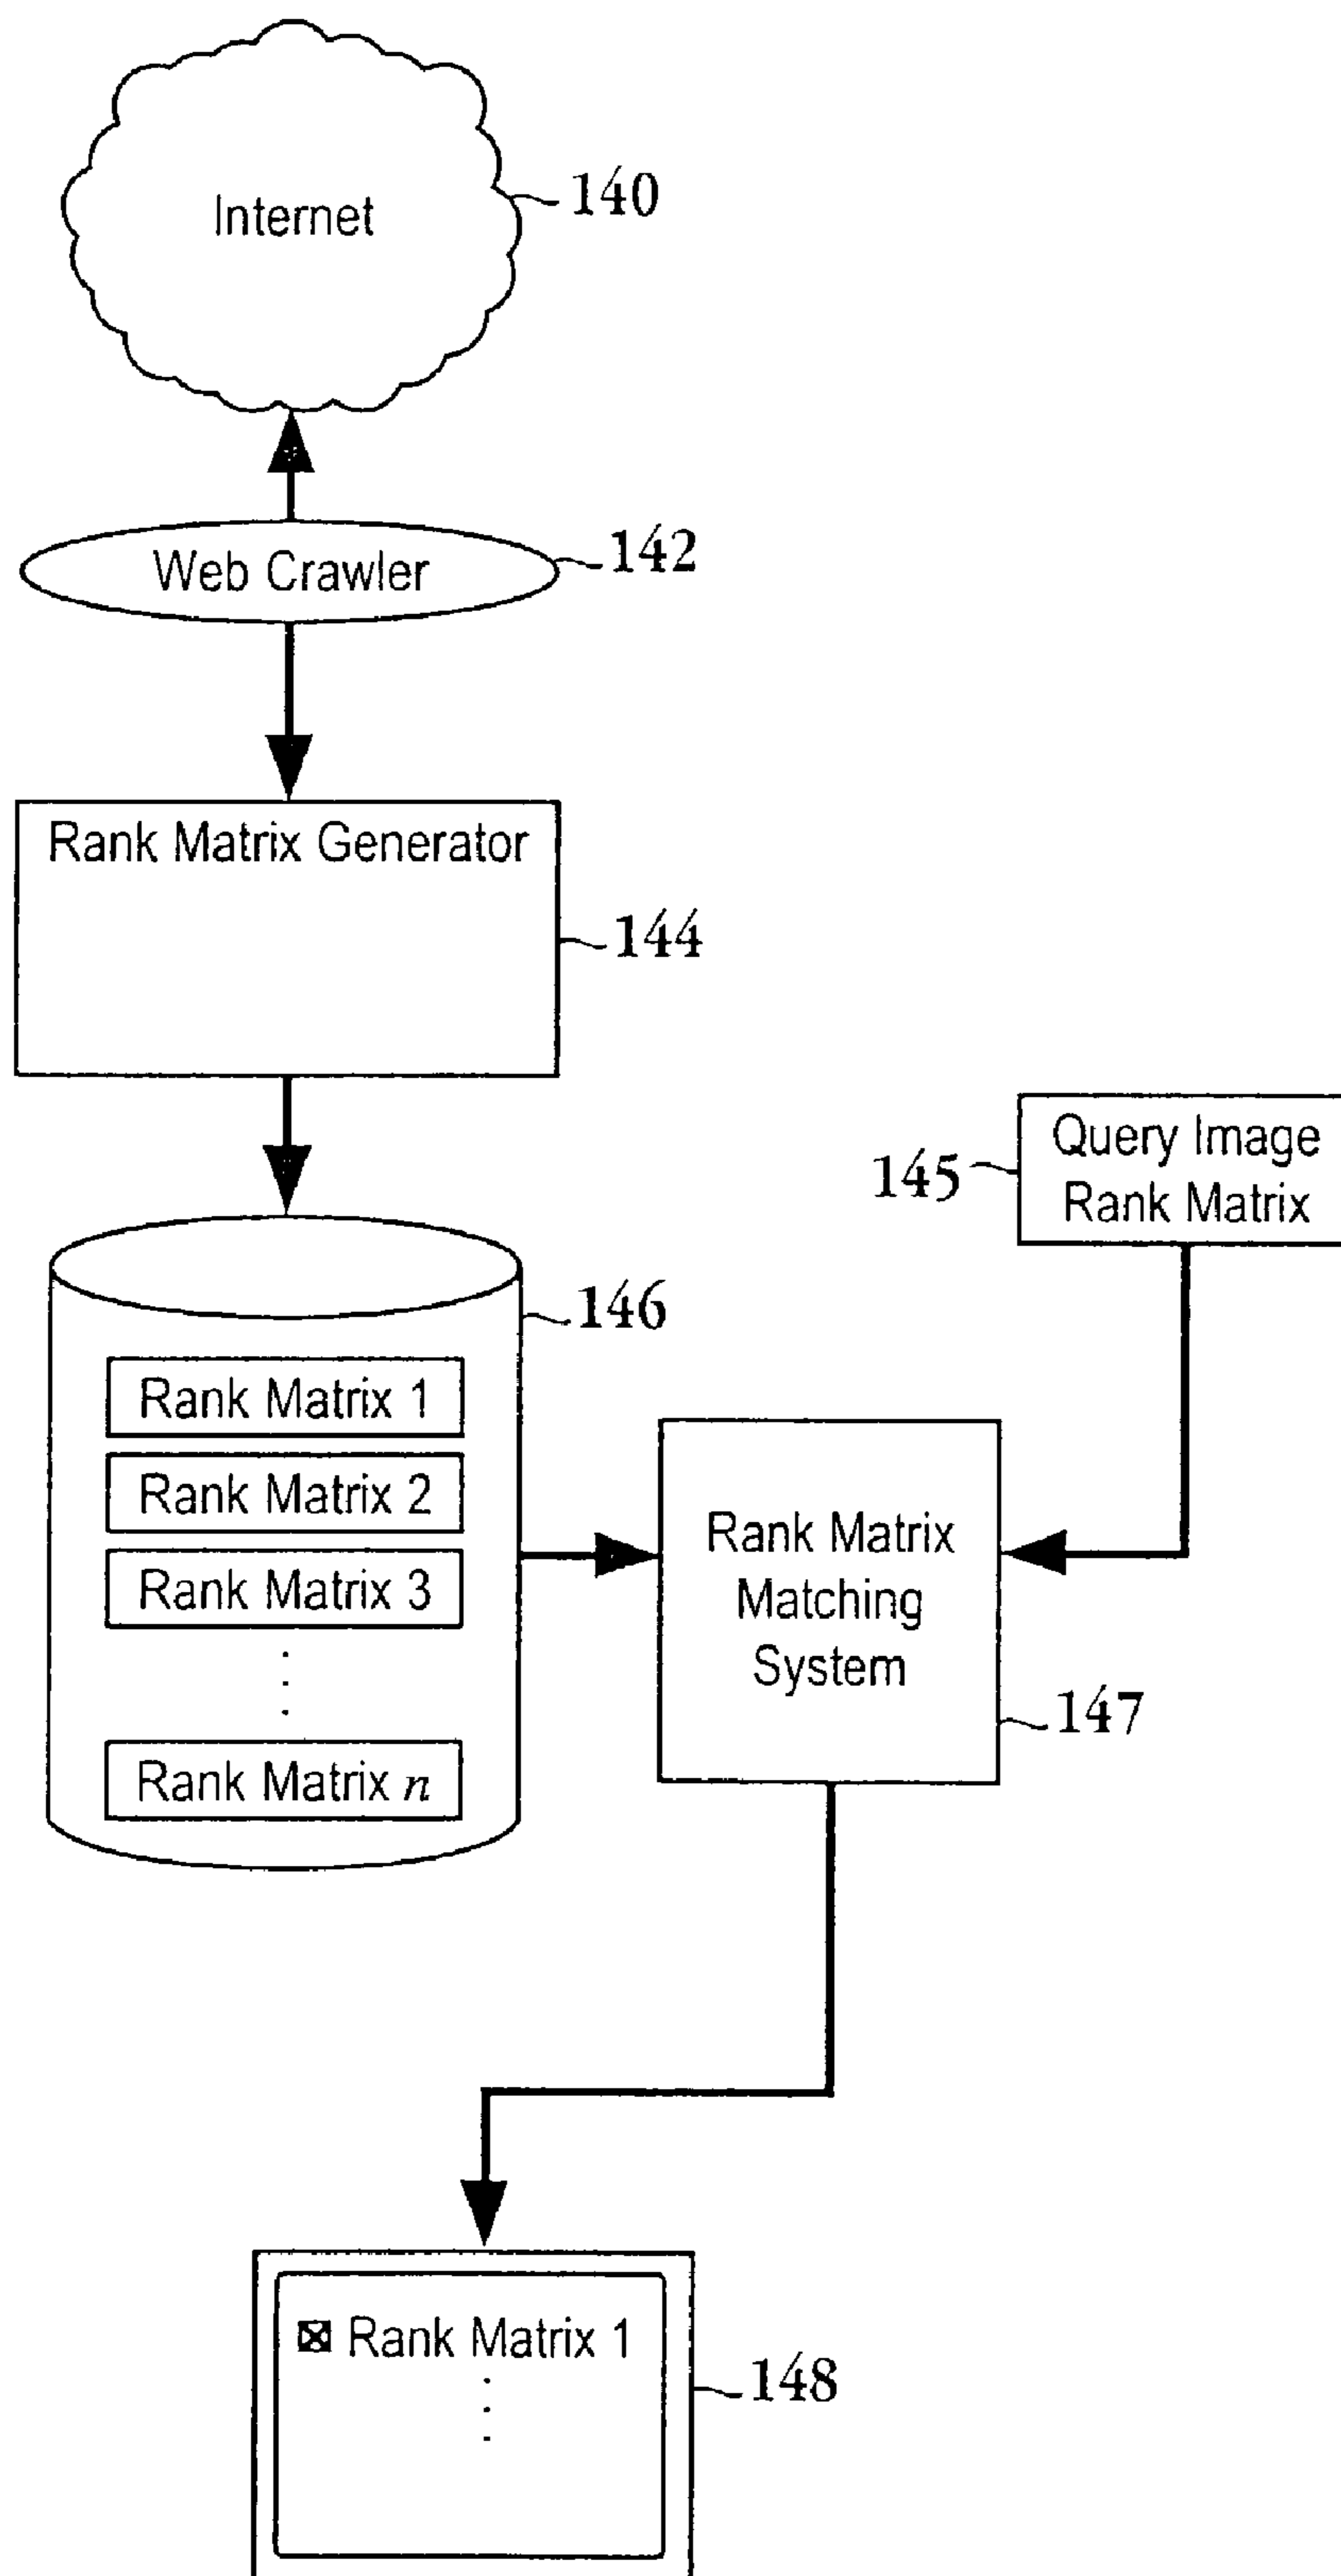 Internet
140
Web Crawler
142
Rank Matrix Generator
144
Query Image
Rank Matrix
145
146
Rank Matrix 1
Rank Matrix 2
Rank Matrix 3
Rank Matrix n
Rank Matrix
Matching
System
147
Rank Matrix 1
148